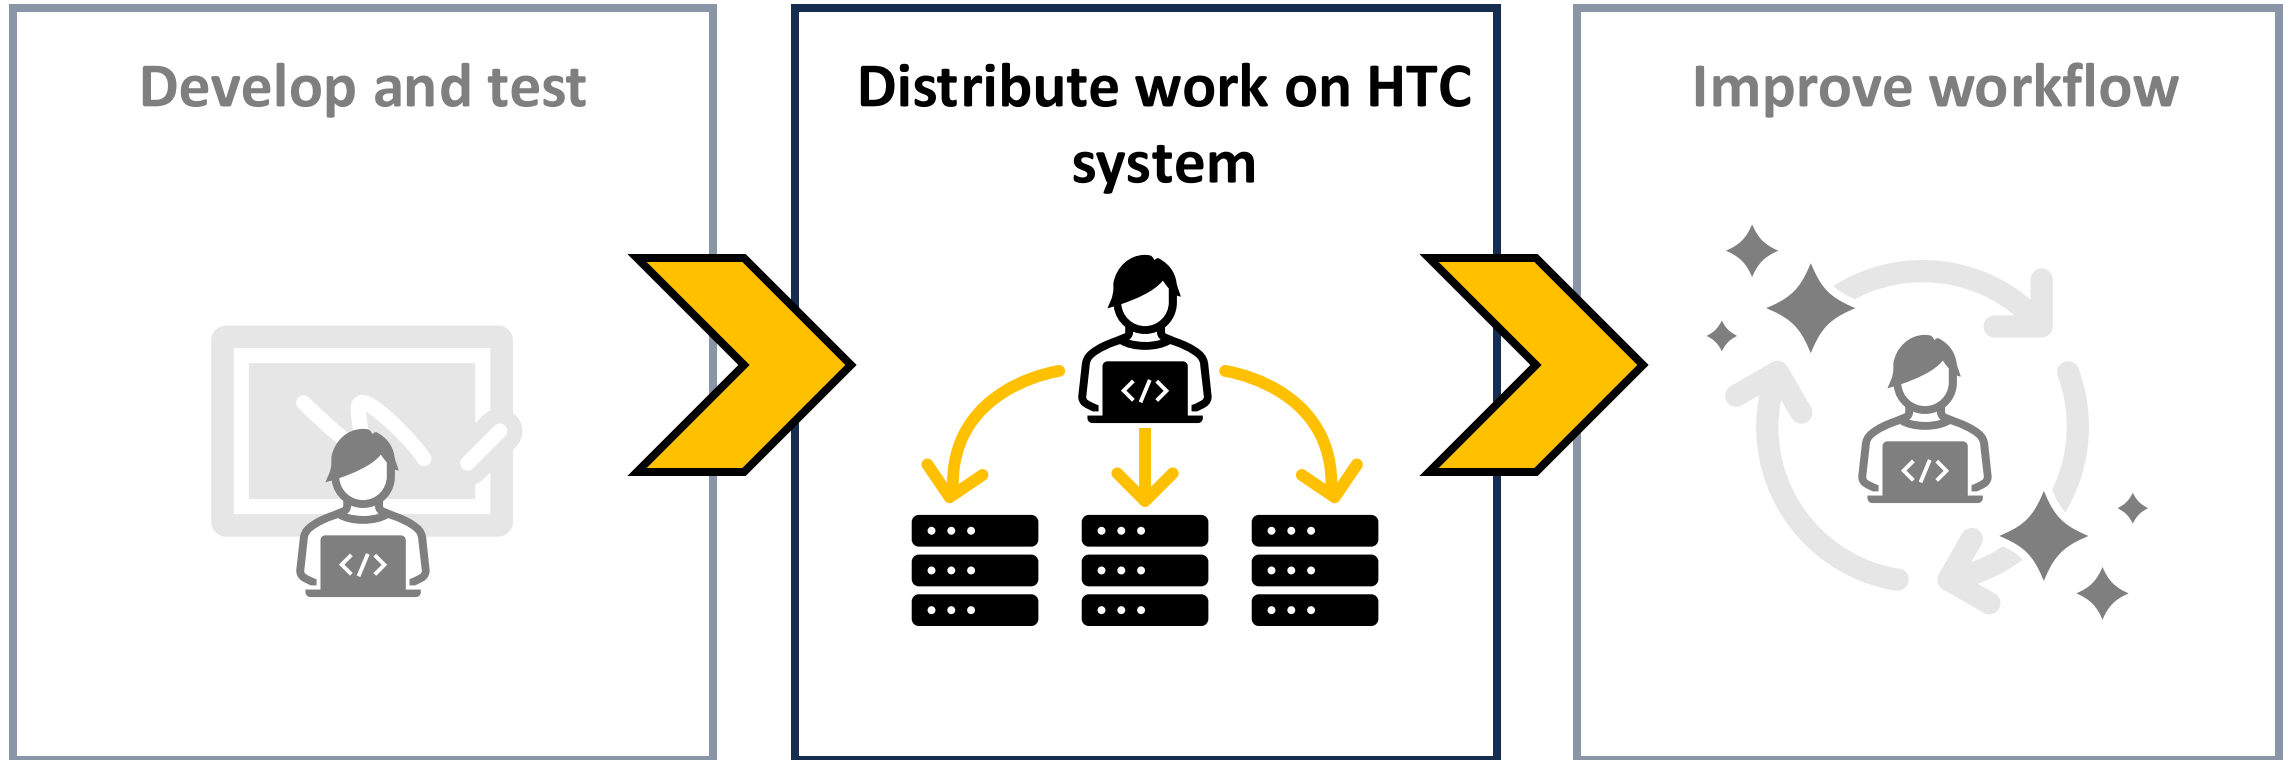 Develop and test
Distribute work on HTC
system
Improve workflow
</>
</>
</>